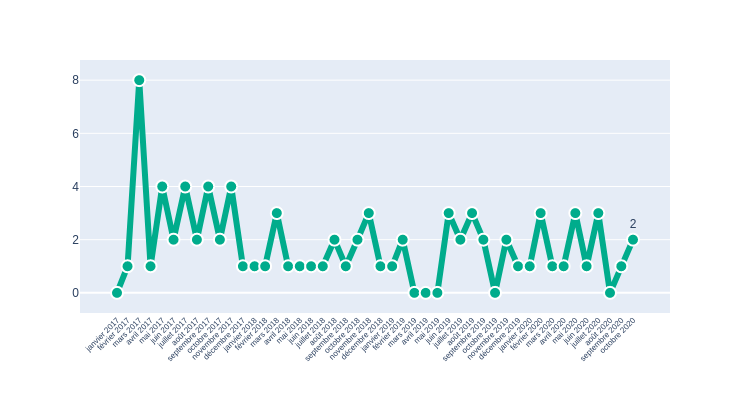 8
6
4
2
0
2
janvier 2017
février 2017
mars 2017
avril 2017
mai 2017
juin 2017
juillet 2017
août 2017
septembre 2017
octobre 2017
novembre 2017
décembre 2017
janvier 2018
février 2018
mars 2018
avril 2018
mai 2018
juin 2018
juillet 2018
août 2018
septembre 2018
octobre 2018
novembre 2018
décembre 2018
janvier 2019
février 2019
mars 2019
avril 2019
mai 2019
juin 2019
juillet 2019
août 2019
septembre 2019
octobre 2019
novembre 2019
décembre 2019
janvier 2020
février 2020
mars 2020
avril 2020
mai 2020
juin 2020
juillet 2020
août 2020
septembre 2020
octobre 2020